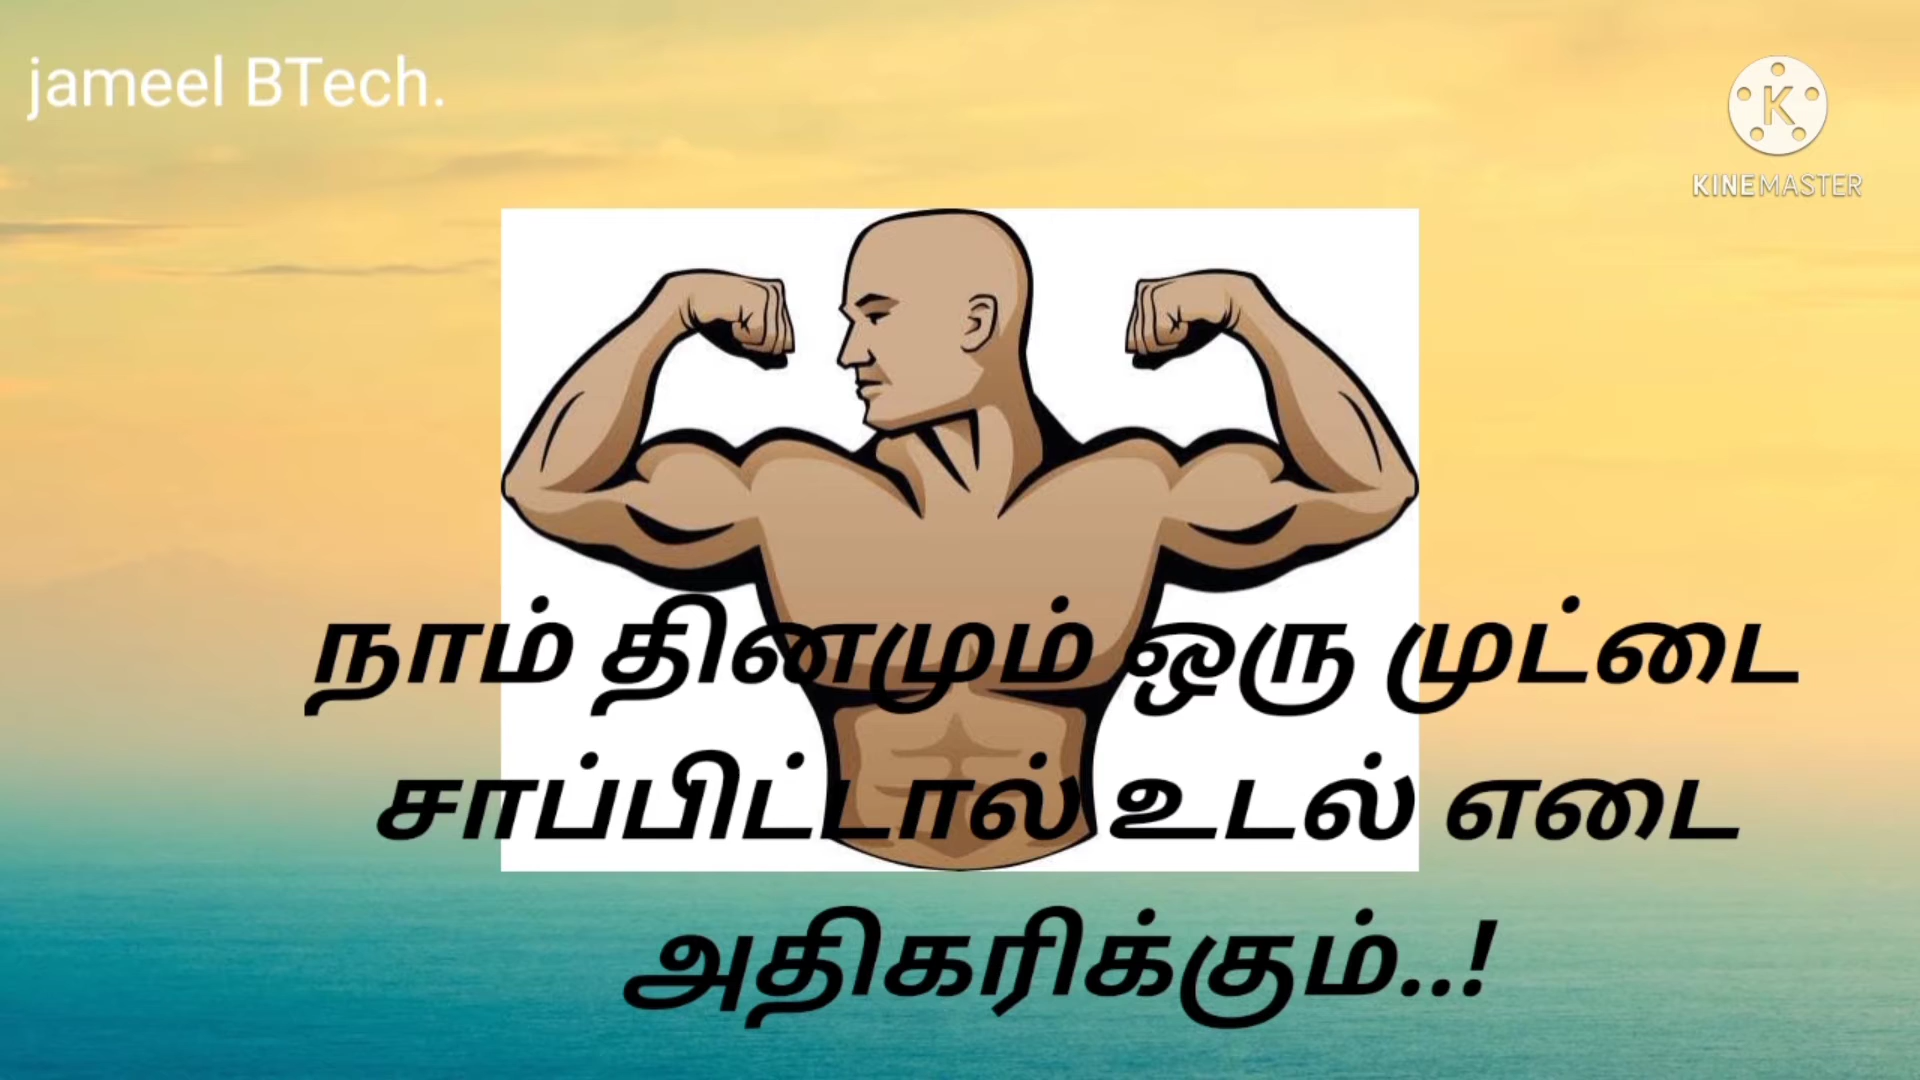 jameel BTech.
K
KINEMASTER
நாம் தினமும் ஒரு முட்டை
சாப்பிட்டால் உடல் எடை
அதிகரிக்கும்..!